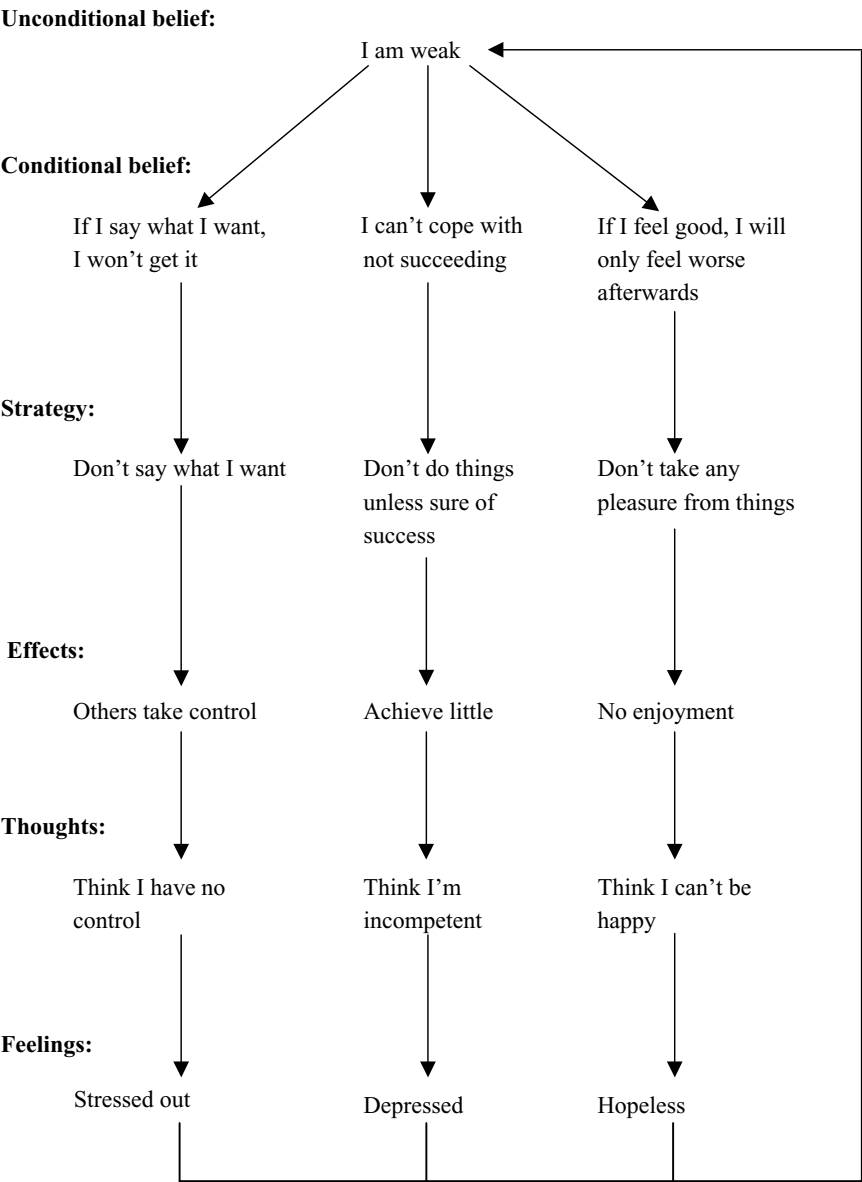 Unconditional belief:
I am weak
Conditional belief:
If I say what I want,
I won’t get it
I can’t cope with
not succeeding
If I feel good, I will
only feel worse
afterwards
Strategy:
Don’t say what I want
Don’t do things
unless sure of
success
Don’t take any
pleasure from things
Effects:
Others take control
Achieve little
No enjoyment
Thoughts:
Think I have no
control
Think I’m
incompetent
Think I can’t be
happy
Feelings:
Stressed out
Depressed
Hopeless